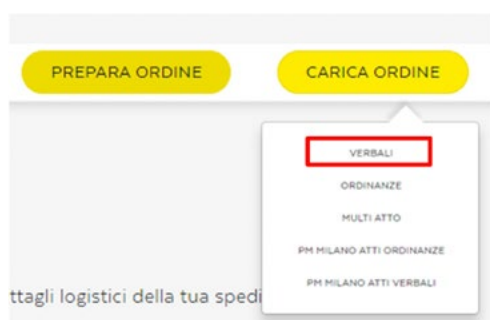 PREPARA ORDINE
CARICA ORDINE
VERBALI
ORDINANZE
MULTI ATTO
PM MILANO ATTI ORDINANZE
PM MILANO ATTI VERBALI
ttagli logistici della tua spedi